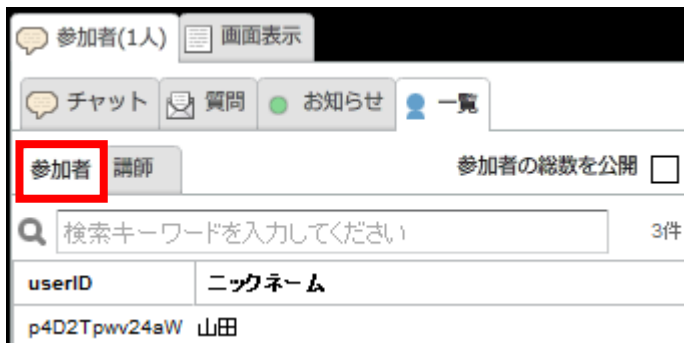 参加者(1人) 画面表示
チャット 質問 お知らせ 一覧
参加者 講師 参加者の総数を公開
検索キーワードを入力してください 3件
userID ニックネーム
p4D2Tpwv24aW 山田